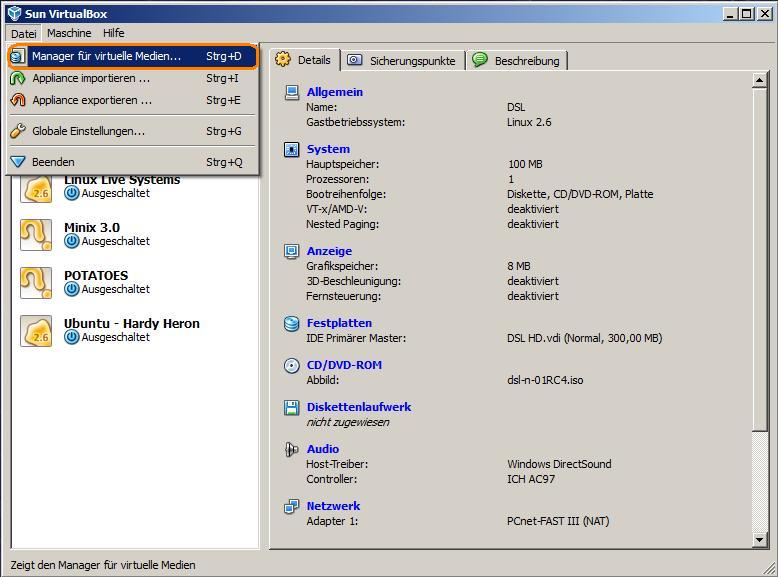 Sun VirtualBox
Datei Maschine Hilfe
Manager für virtuelle Medien... Strg+D
Appliance importieren ... Strg+I
Appliance exportieren ... Strg+E
Globale Einstellungen... Strg+G
Beenden Strg+Q
Linux Live Systems
2.6 Ausgeschaltet
Minix 3.0
Ausgeschaltet
POTATOES
Ausgeschaltet
Ubuntu - Hardy Heron
2.6 Ausgeschaltet
Details Sicherungspunkte Beschreibung
Allgemein
Name: DSL
Gastbetriebssystem: Linux 2.6
System
Hauptspeicher: 100 MB
Prozessoren: 1
Bootreihenfolge: Diskette, CD/DVD-ROM, Platte
VT-x/AMD-V: deaktiviert
Nested Paging: deaktiviert
Anzeige
Grafikspeicher: 8 MB
3D-Beschleunigung: deaktiviert
Fernsteuerung: deaktiviert
Festplatten
IDE Primärer Master: DSL HD.vdi (Normal, 300,00 MB)
CD/DVD-ROM
Abbild: dsl-n-01RC4.iso
Diskettenlaufwerk
nicht zugewiesen
Audio
Host-Treiber: Windows DirectSound
Controller: ICH AC97
Netzwerk
Adapter 1: PCnet-FAST III (NAT)
Zeigt den Manager für virtuelle Medien